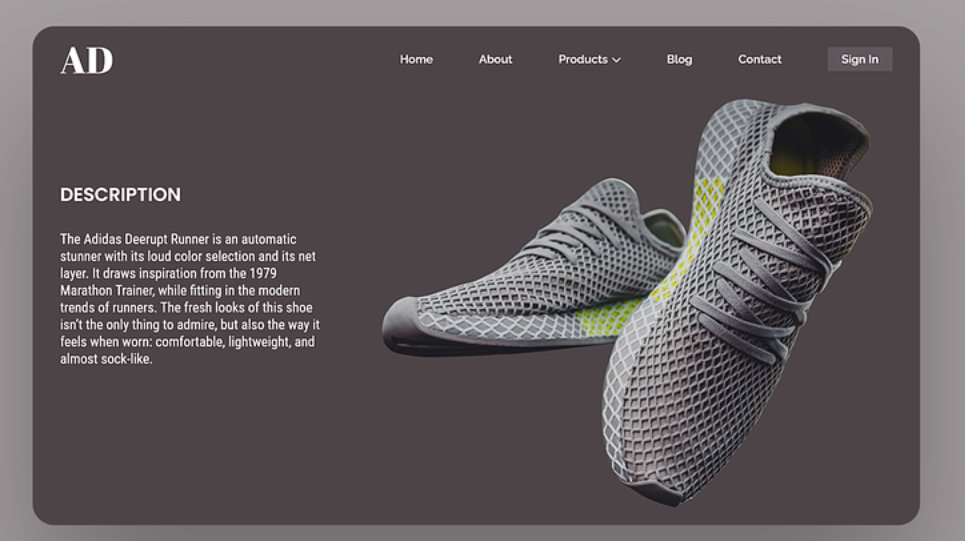 AD
Home About Products Blog Contact Sign In
DESCRIPTION
The Adidas Deerupt Runner is an automatic
stunner with its loud color selection and its net
layer. It draws inspiration from the 1979
Marathon Trainer, while fitting in the modern
trends of runners. The fresh looks of this shoe
isn't the only thing to admire, but also the way it
feels when worn: comfortable, lightweight, and
almost sock-like.